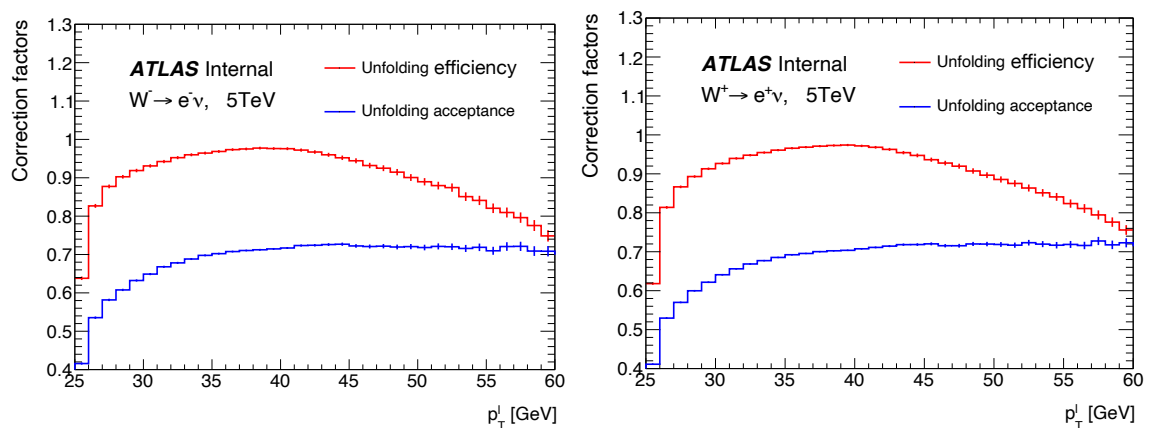 Correction factors
1.3
1.2
1.1
1
0.9
0.8
0.7
0.6
0.5
0.4
ATLAS Internal
W⁻→ e⁻ν, 5TeV
Unfolding efficiency
Unfolding acceptance
25 30 35 40 45 50 55 60
p_T^l [GeV]
Correction factors
1.3
1.2
1.1
1
0.9
0.8
0.7
0.6
0.5
0.4
ATLAS Internal
W⁺→ e⁺ν, 5TeV
Unfolding efficiency
Unfolding acceptance
25 30 35 40 45 50 55 60
p_T^l [GeV]